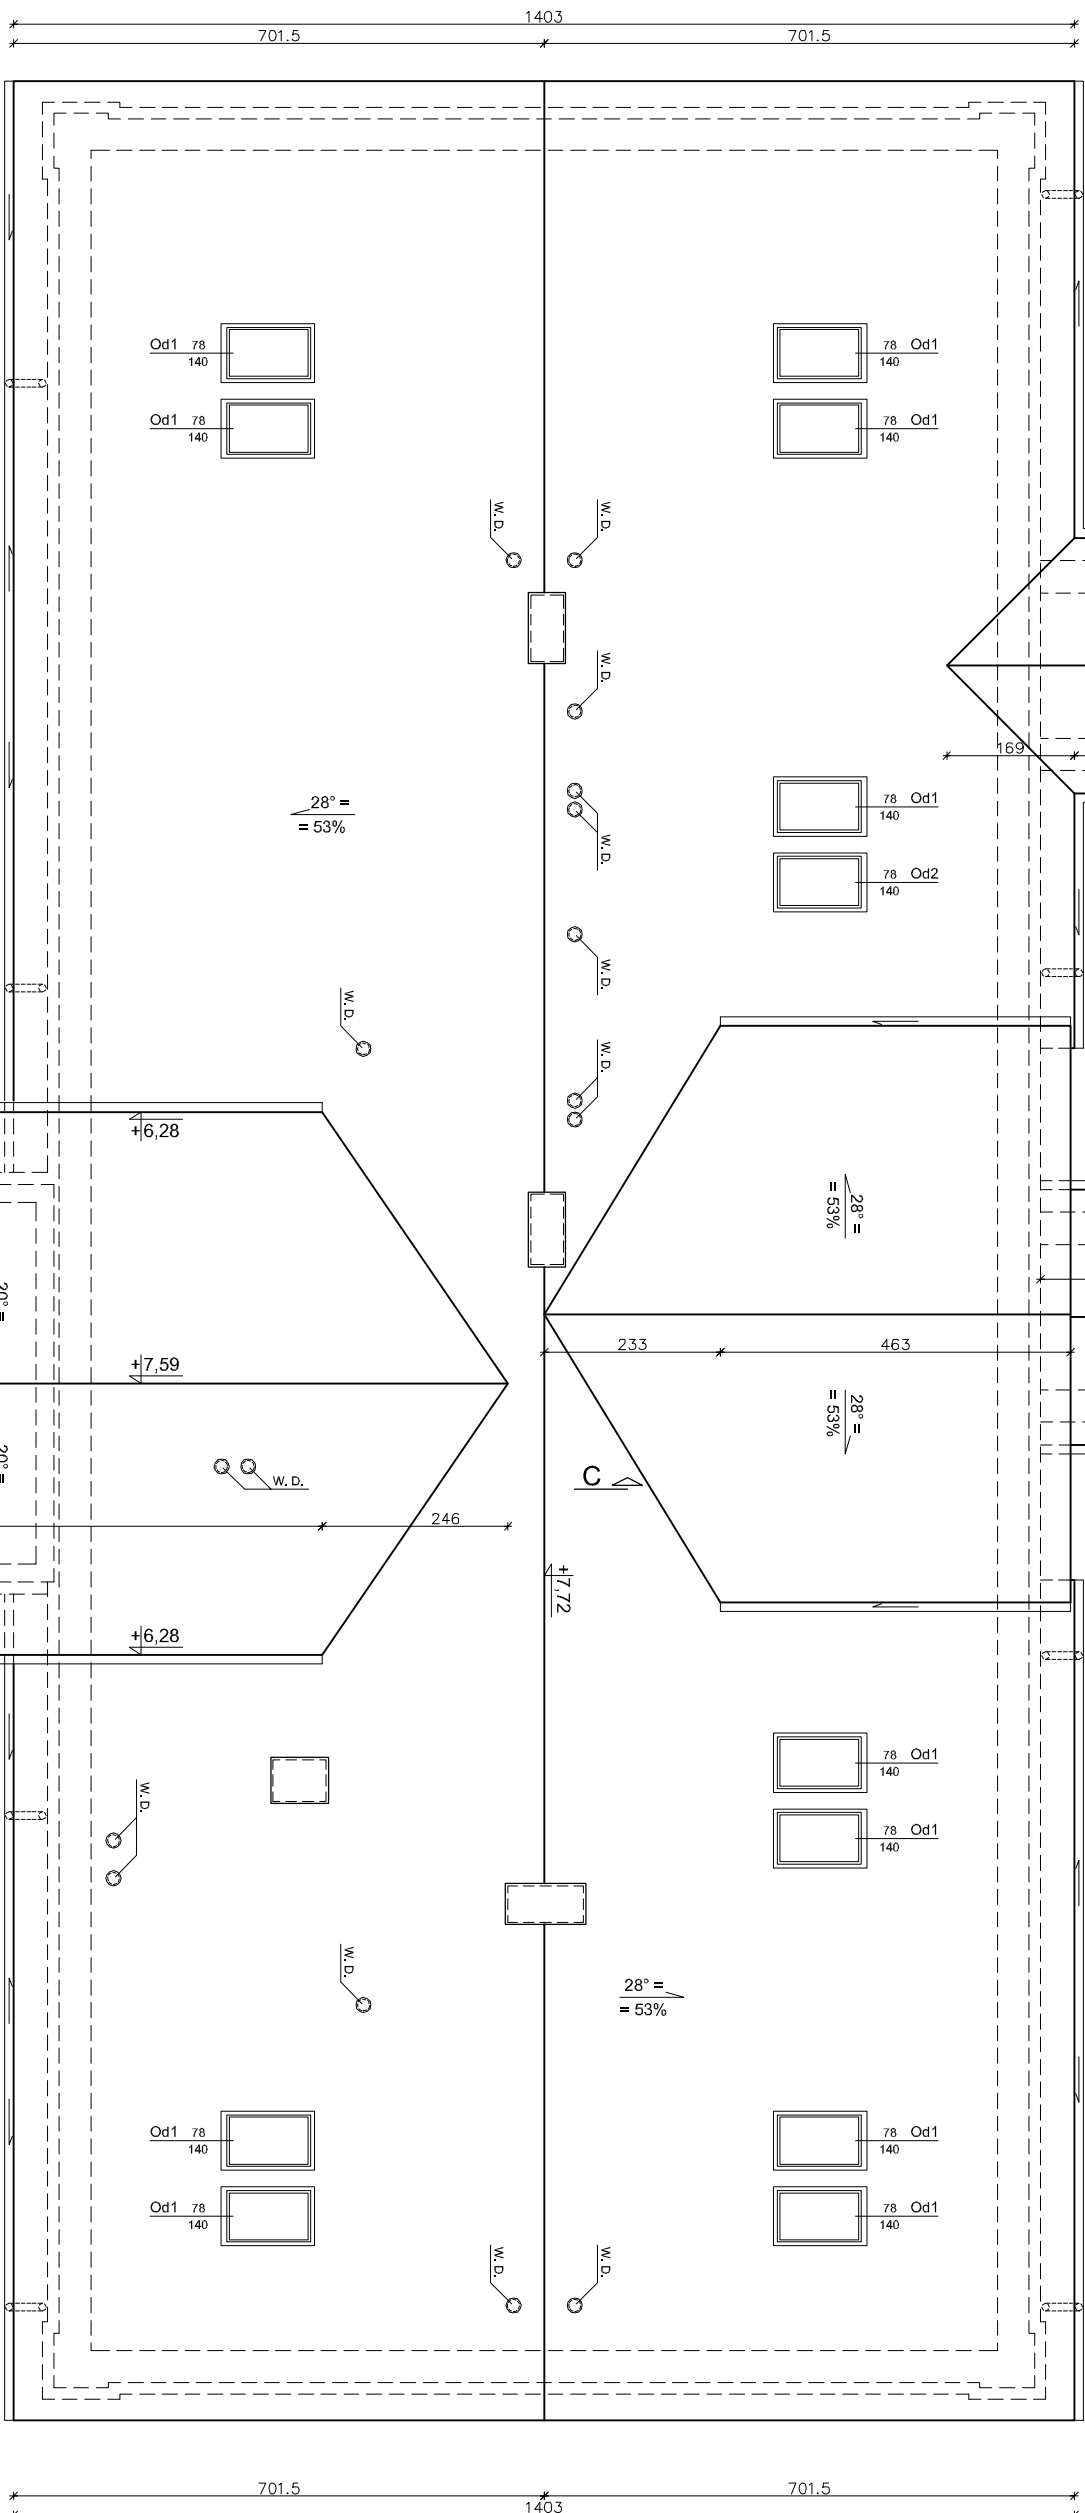 1403
701.5 701.5
Od1 78 140
78 140 Od1
Od1 78 140
78 140 Od1
W.D.
W.D.
W.D.
169
28° =
= 53%
78 140 Od1
W.D.
78 140 Od2
W.D.
W.D.
W.D.
+6,28
28° =
= 53%
20° =
+7,59
233 463
28° =
= 53%
20° =
W.D.
C
246
+7,72
+6,28
78 140 Od1
W.D.
78 140 Od1
W.D.
28° =
= 53%
Od1 78 140
78 140 Od1
Od1 78 140
78 140 Od1
W.D.
W.D.
701.5 701.5
1403